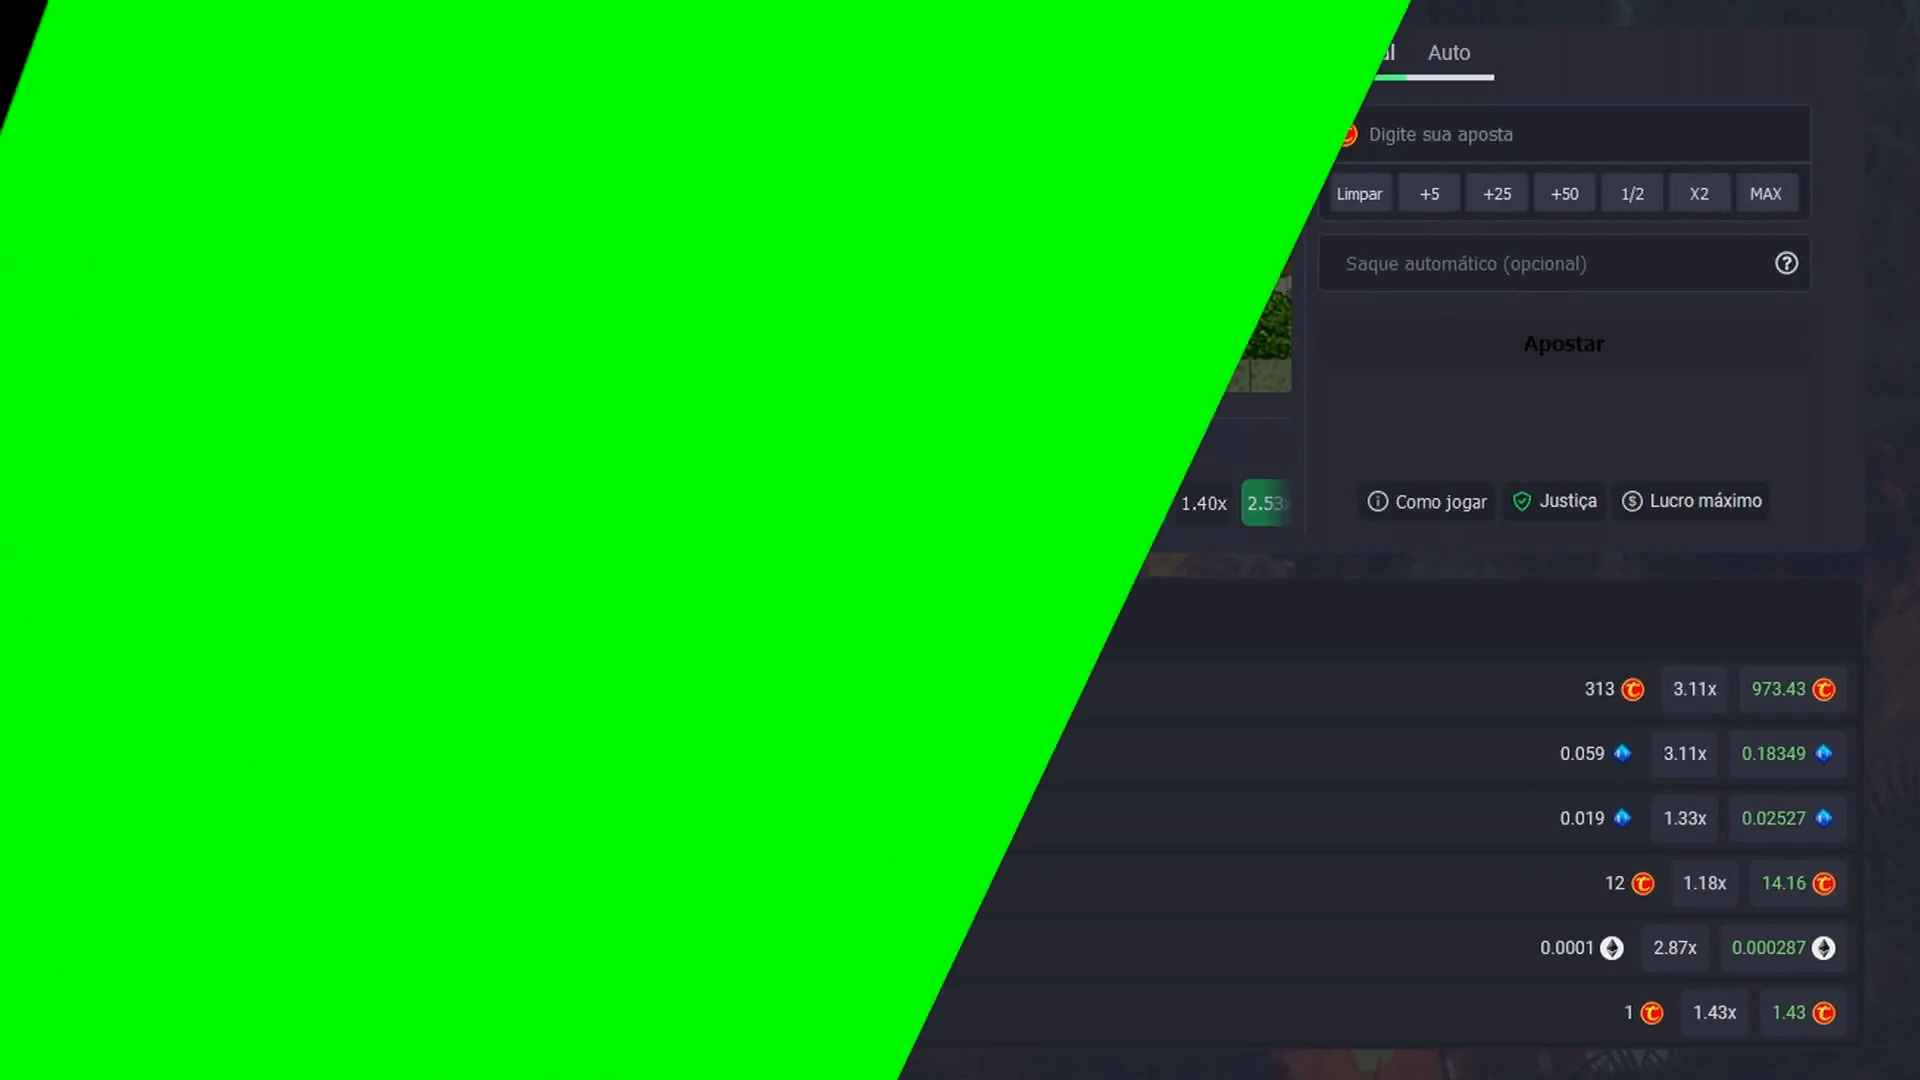 Auto
Digite sua aposta
Limpar +5 +25 +50 1/2 X2 MAX
Saque automático (opcional)
Apostar
1.40x 2.53x
Como jogar Justiça Lucro máximo
313 3.11x 973.43
0.059 3.11x 0.18349
0.019 1.33x 0.02527
12 1.18x 14.16
0.0001 2.87x 0.000287
1 1.43x 1.43